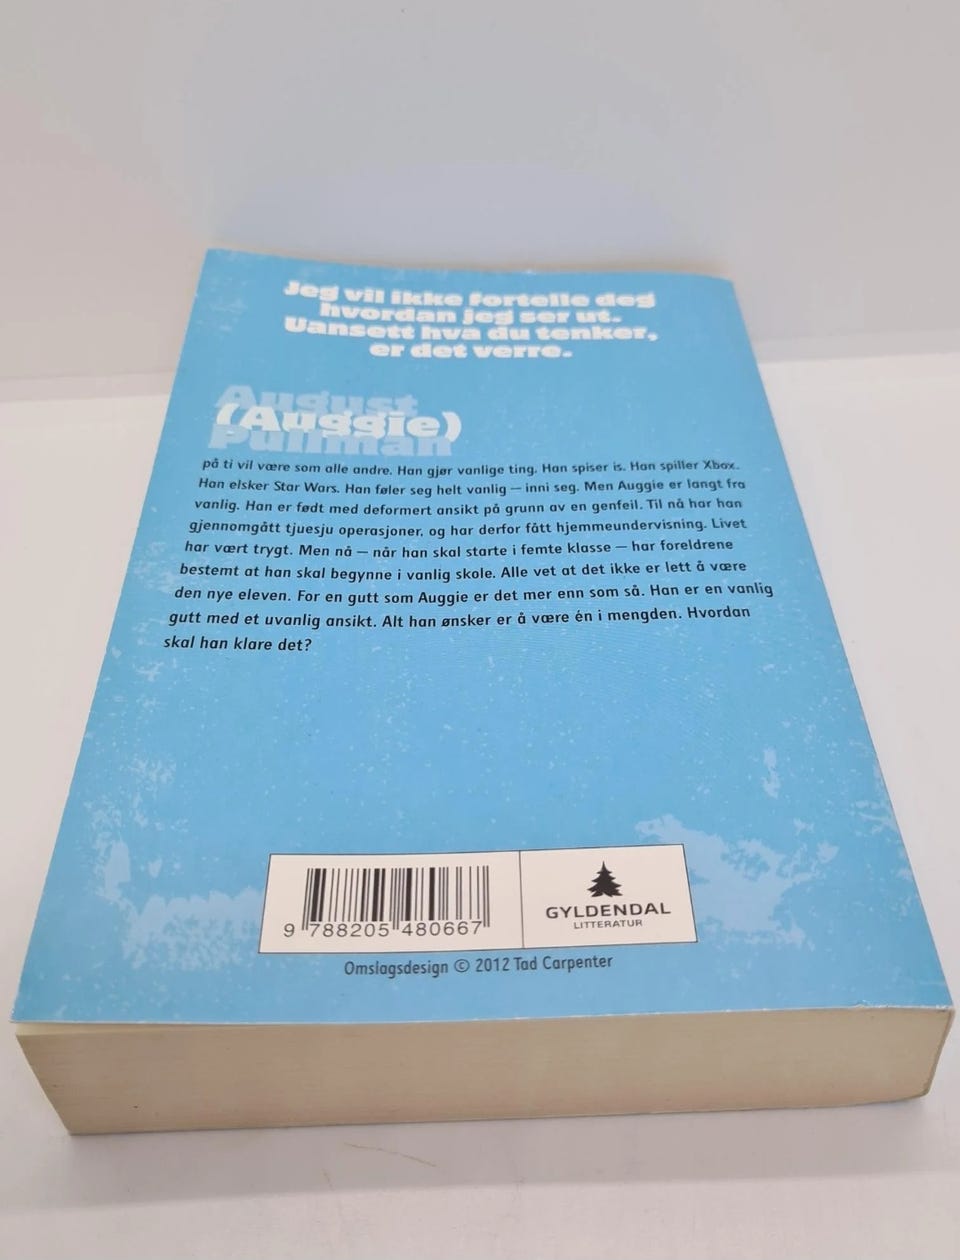 Jeg vil ikke fortelle deg
hvordan jeg ser ut.
Uansett hva du tenker,
er det verre.
August
(Auggie)
Pullman
på ti vil være som alle andre. Han gjør vanlige ting. Han spiser is. Han spiller Xbox.
Han elsker Star Wars. Han føler seg helt vanlig – inni seg. Men Auggie er langt fra
vanlig. Han er født med deformert ansikt på grunn av en genfeil. Til nå har han
gjennomgått tjuesju operasjoner, og har derfor fått hjemmeundervisning. Livet
har vært trygt. Men nå – når han skal starte i femte klasse – har foreldrene
bestemt at han skal begynne i vanlig skole. Alle vet at det ikke er lett å være
den nye eleven. For en gutt som Auggie er det mer enn som så. Han er en vanlig
gutt med et uvanlig ansikt. Alt han ønsker er å være én i mengden. Hvordan
skal han klare det?
9 788205 480667
GYLDENDAL
LITTERATUR
Omslagsdesign © 2012 Tad Carpenter